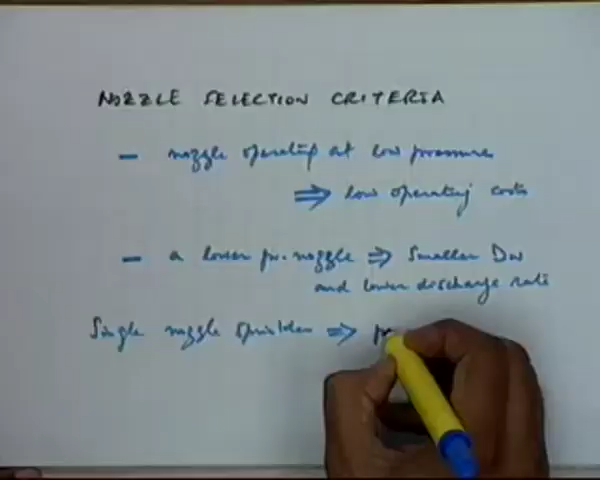 NOZZLE SELECTION CRITERIA
- nozzle operating at low pressures
⇒ low operating costs
- a lower pr. nozzle ⇒ Smaller Dw
and lower discharge rate
Single nozzle sprinkler ⇒